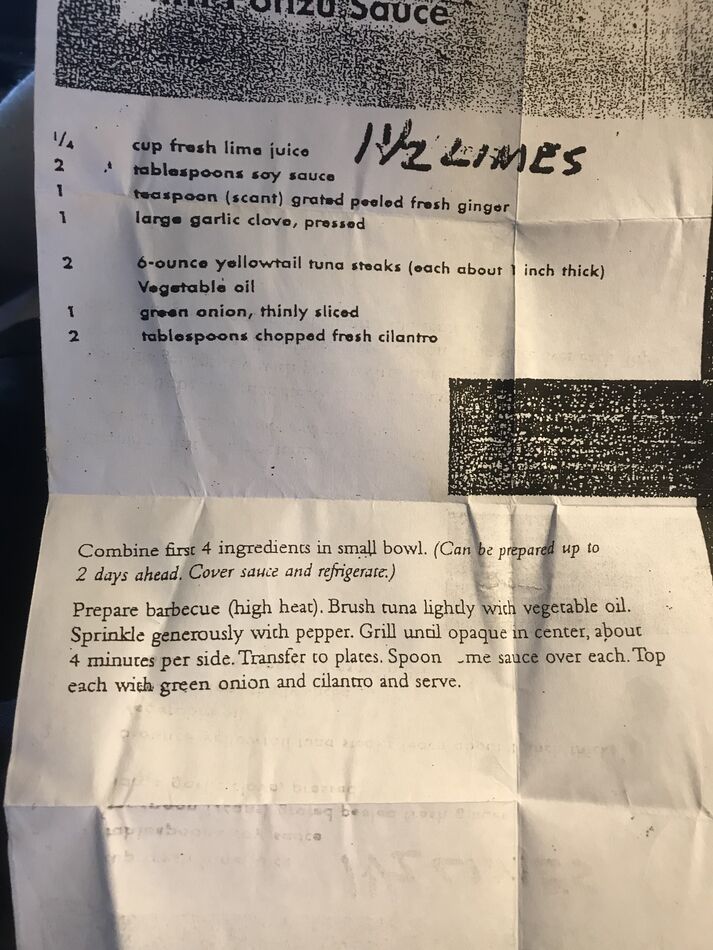 Ponzu Sauce
1/4 cup fresh lime juice 1 1/2 LIMES
2 tablespoons soy sauce
1 teaspoon (scant) grated peeled fresh ginger
1 large garlic clove, pressed
2 6-ounce yellowtail tuna steaks (each about 1 inch thick)
Vegetable oil
1 green onion, thinly sliced
2 tablespoons chopped fresh cilantro
Combine first 4 ingredients in small bowl. (Can be prepared up to
2 days ahead. Cover sauce and refrigerate.)
Prepare barbecue (high heat). Brush tuna lightly with vegetable oil.
Sprinkle generously with pepper. Grill until opaque in center, about
4 minutes per side. Transfer to plates. Spoon me sauce over each. Top
each with green onion and cilantro and serve.